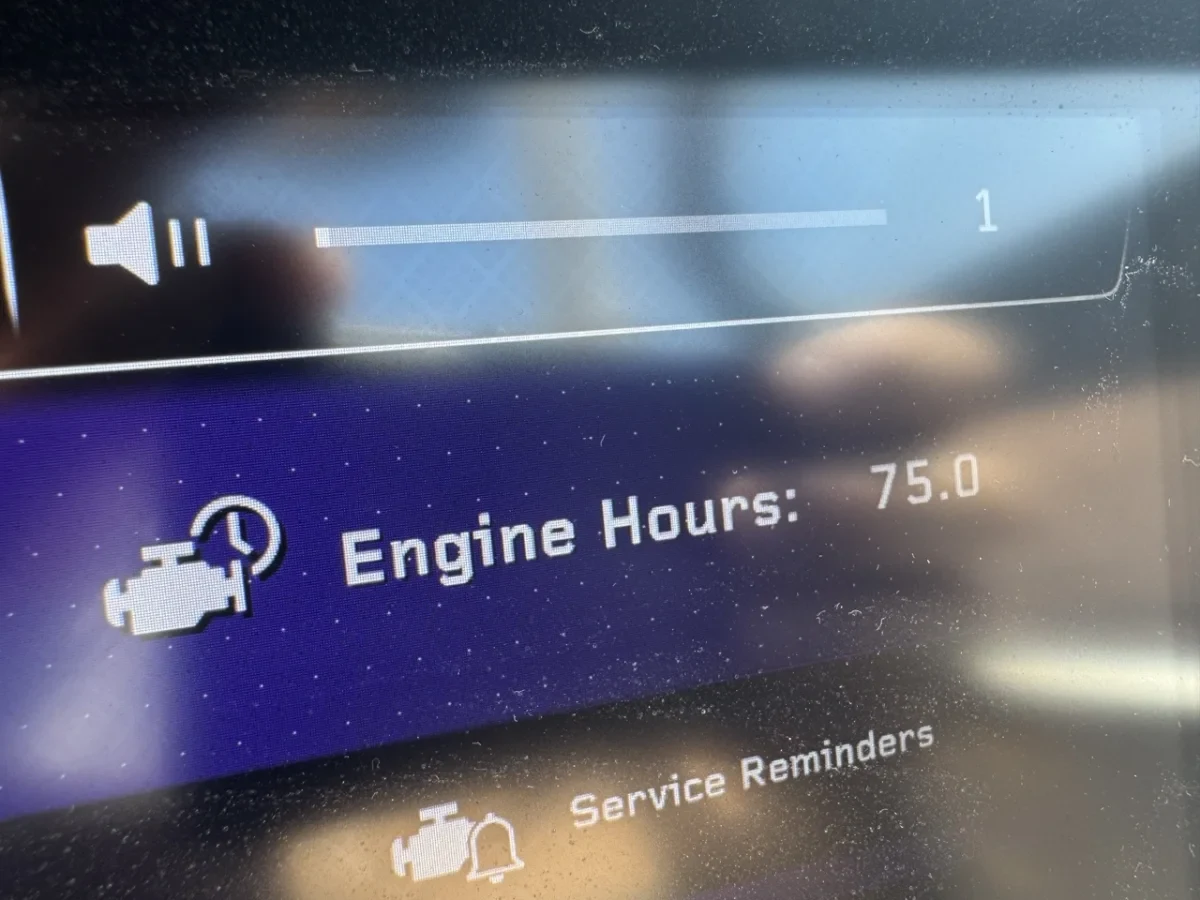 1
Engine Hours: 75.0
Service Reminders